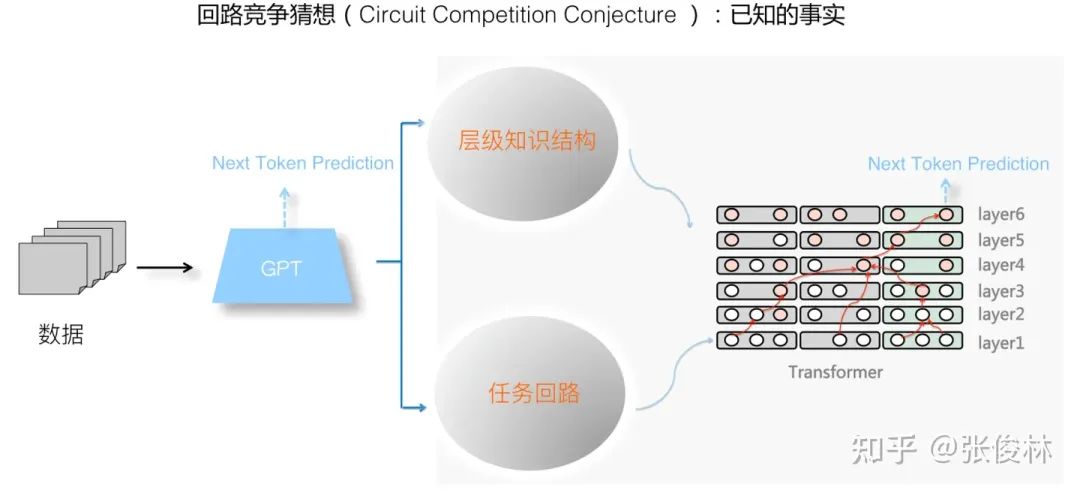 回路竞争猜想（Circuit Competition Conjecture ）：已知的事实
层级知识结构
Next Token Prediction
Next Token Prediction
GPT
数据
任务回路
layer6
layer5
layer4
layer3
layer2
layer1
Transformer
知乎 @张俊林